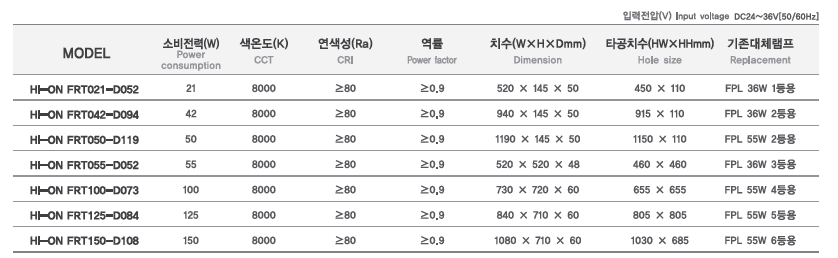 입력전압(V) Input voltage DC24~36V[50/60Hz]
MODEL 소비전력(W) Power consumption 색온도(K) CCT 연색성(Ra) CRI 역률 Power factor 치수(W×H×Dmm) Dimension 타공치수(HW×HHmm) Hole size 기존대체램프 Replacement
HI-ON FRT021-D052 21 8000 ≥80 ≥0.9 520 × 145 × 50 450 × 110 FPL 36W 1등용
HI-ON FRT042-D094 42 8000 ≥80 ≥0.9 940 × 145 × 50 915 × 110 FPL 36W 2등용
HI-ON FRT050-D119 50 8000 ≥80 ≥0.9 1190 × 145 × 50 1150 × 110 FPL 55W 2등용
HI-ON FRT055-D052 55 8000 ≥80 ≥0.9 520 × 520 × 48 460 × 460 FPL 36W 3등용
HI-ON FRT100-D073 100 8000 ≥80 ≥0.9 730 × 720 × 60 655 × 655 FPL 55W 4등용
HI-ON FRT125-D084 125 8000 ≥80 ≥0.9 840 × 710 × 60 805 × 805 FPL 55W 5등용
HI-ON FRT150-D108 150 8000 ≥80 ≥0.9 1080 × 710 × 60 1030 × 685 FPL 55W 6등용